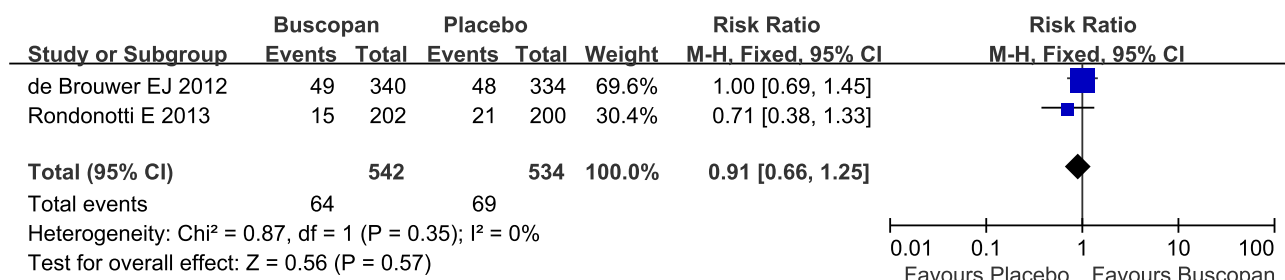 Buscopan Placebo Risk Ratio Risk Ratio
Study or Subgroup Events Total Events Total Weight M-H, Fixed, 95% CI M-H, Fixed, 95% CI
de Brouwer EJ 2012 49 340 48 334 69.6% 1.00 [0.69, 1.45]
Rondonotti E 2013 15 202 21 200 30.4% 0.71 [0.38, 1.33]
Total (95% CI) 542 534 100.0% 0.91 [0.66, 1.25]
Total events 64 69
Heterogeneity: Chi² = 0.87, df = 1 (P = 0.35); I² = 0%
Test for overall effect: Z = 0.56 (P = 0.57)
0.01 0.1 1 10 100
Favours Placebo Favours Buscopan